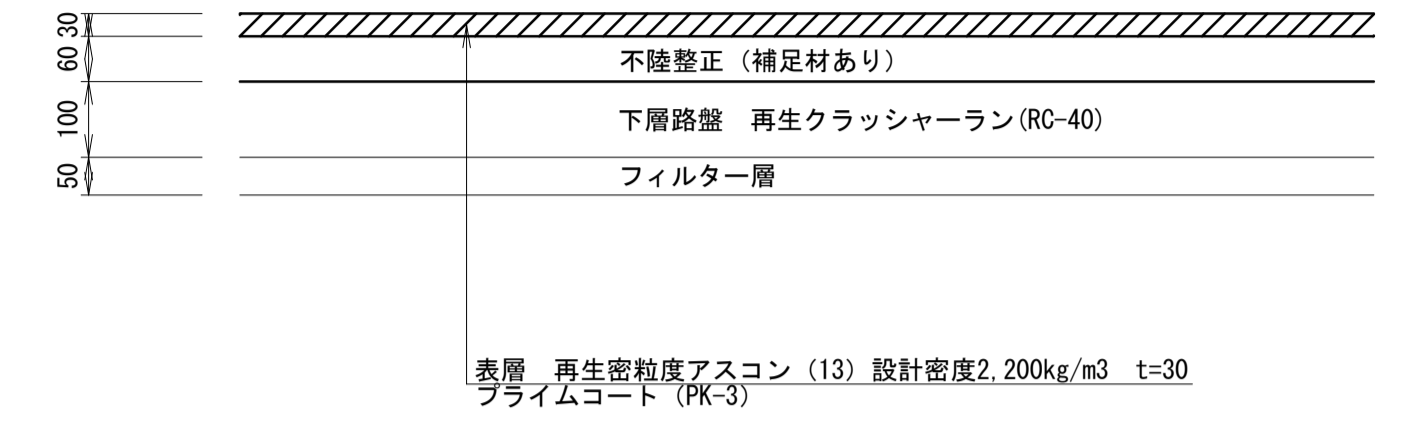 30
60
不陸整正（補足材あり）
100
下層路盤　再生クラッシャーラン(RC-40)
50
フィルター層
表層　再生密粒度アスコン（13）設計密度2,200kg/m3　t=30
プライムコート（PK-3）